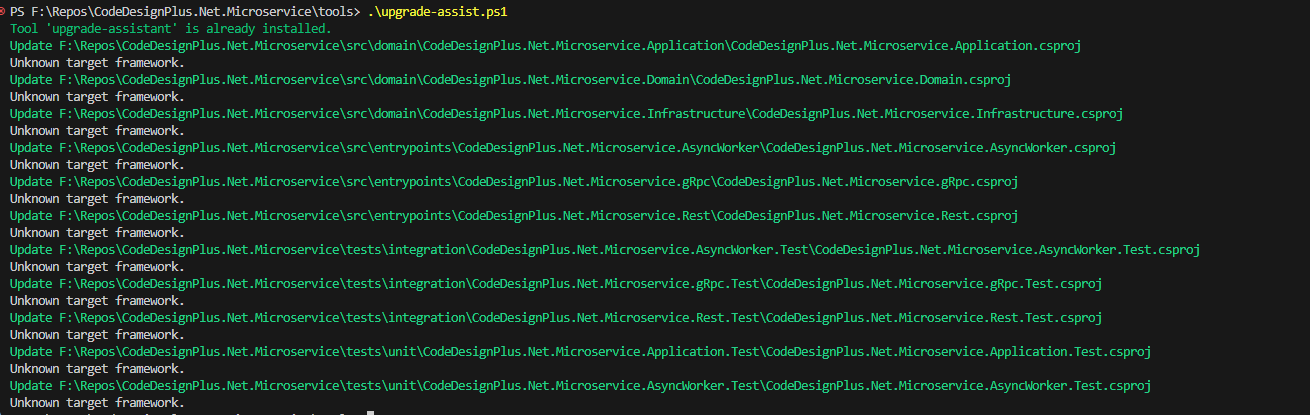 PS F:\Repos\CodeDesignPlus.Net.Microservice\tools> .\upgrade-assist.ps1
Tool 'upgrade-assistant' is already installed.
Update F:\Repos\CodeDesignPlus.Net.Microservice\src\domain\CodeDesignPlus.Net.Microservice.Application\CodeDesignPlus.Net.Microservice.Application.csproj
Unknown target framework.
Update F:\Repos\CodeDesignPlus.Net.Microservice\src\domain\CodeDesignPlus.Net.Microservice.Domain\CodeDesignPlus.Net.Microservice.Domain.csproj
Unknown target framework.
Update F:\Repos\CodeDesignPlus.Net.Microservice\src\domain\CodeDesignPlus.Net.Microservice.Infrastructure\CodeDesignPlus.Net.Microservice.Infrastructure.csproj
Unknown target framework.
Update F:\Repos\CodeDesignPlus.Net.Microservice\src\entrypoints\CodeDesignPlus.Net.Microservice.AsyncWorker\CodeDesignPlus.Net.Microservice.AsyncWorker.csproj
Unknown target framework.
Update F:\Repos\CodeDesignPlus.Net.Microservice\src\entrypoints\CodeDesignPlus.Net.Microservice.gRpc\CodeDesignPlus.Net.Microservice.gRpc.csproj
Unknown target framework.
Update F:\Repos\CodeDesignPlus.Net.Microservice\src\entrypoints\CodeDesignPlus.Net.Microservice.Rest\CodeDesignPlus.Net.Microservice.Rest.csproj
Unknown target framework.
Update F:\Repos\CodeDesignPlus.Net.Microservice\tests\integration\CodeDesignPlus.Net.Microservice.AsyncWorker.Test\CodeDesignPlus.Net.Microservice.AsyncWorker.Test.csproj
Unknown target framework.
Update F:\Repos\CodeDesignPlus.Net.Microservice\tests\integration\CodeDesignPlus.Net.Microservice.gRpc.Test\CodeDesignPlus.Net.Microservice.gRpc.Test.csproj
Unknown target framework.
Update F:\Repos\CodeDesignPlus.Net.Microservice\tests\integration\CodeDesignPlus.Net.Microservice.Rest.Test\CodeDesignPlus.Net.Microservice.Rest.Test.csproj
Unknown target framework.
Update F:\Repos\CodeDesignPlus.Net.Microservice\tests\unit\CodeDesignPlus.Net.Microservice.Application.Test\CodeDesignPlus.Net.Microservice.Application.Test.csproj
Unknown target framework.
Update F:\Repos\CodeDesignPlus.Net.Microservice\tests\unit\CodeDesignPlus.Net.Microservice.AsyncWorker.Test\CodeDesignPlus.Net.Microservice.AsyncWorker.Test.csproj
Unknown target framework.